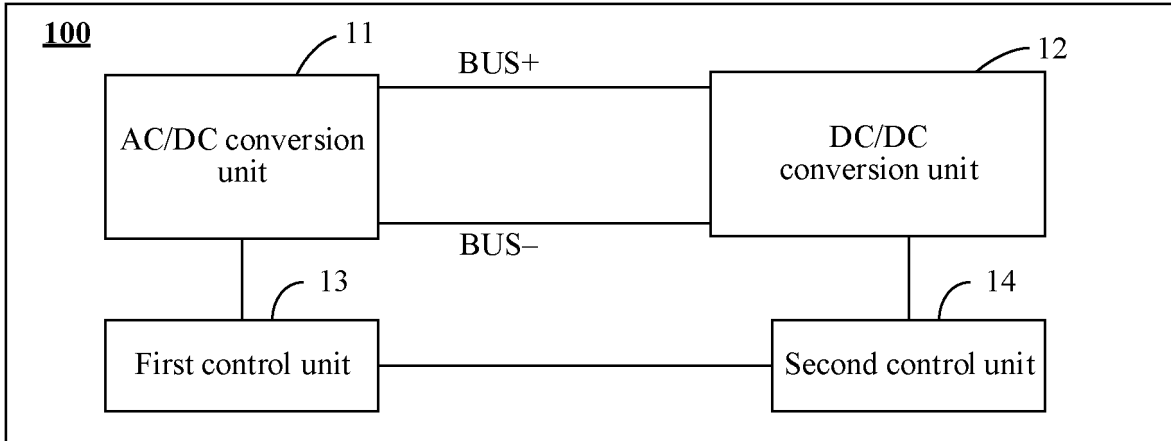 100
11
BUS+
12
AC/DC conversion
unit
DC/DC
conversion unit
BUS–
13
14
First control unit
Second control unit